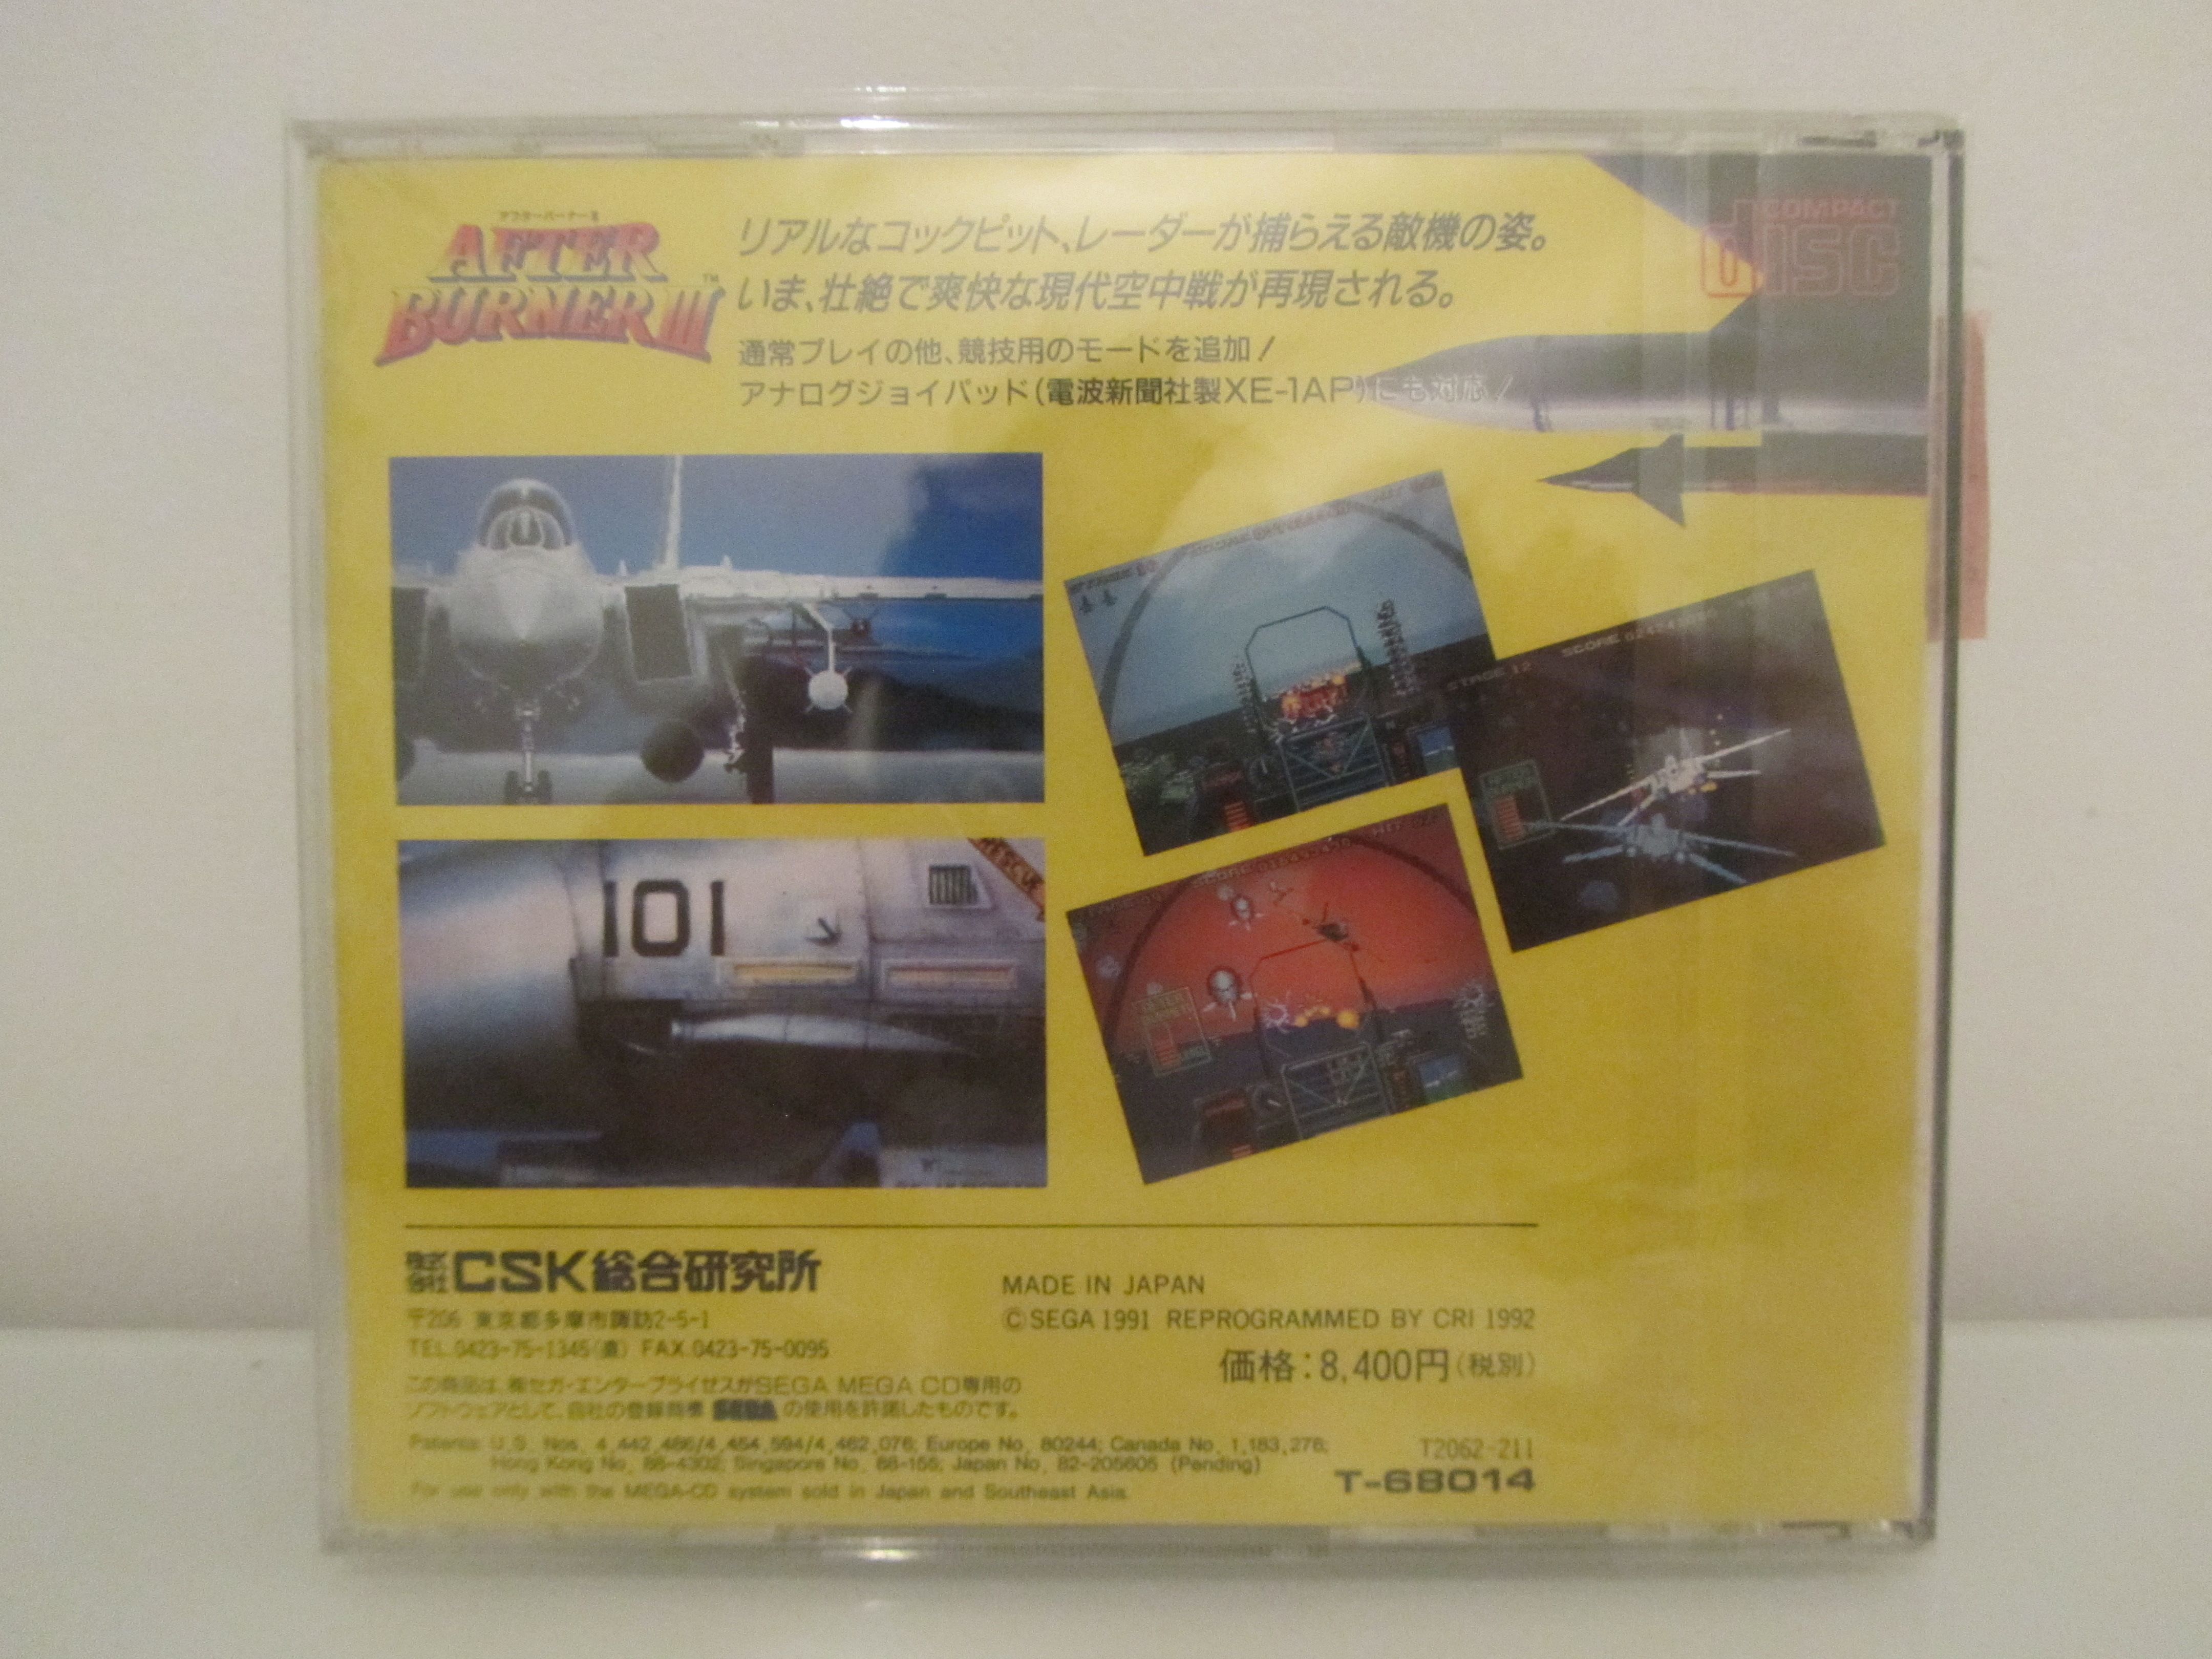 アフターバーナーⅢ
AFTER
BURNER III™
リアルなコックピット、レーダーが捕らえる敵機の姿。
いま、壮絶で爽快な現代空中戦が再現される。
通常プレイの他、競技用のモードを追加!
アナログジョイパッド(電波新聞社製XE-1AP)にも対応!
COMPACT
disc
STAGE 12 SCORE
RESCUE
101
株式会社CSK総合研究所
〒206 東京都多摩市諏訪2-5-1
TEL.0423-75-1345(直) FAX.0423-75-0095
この商品は、㈱セガ・エンタープライゼスがSEGA MEGA CD専用の
ソフトウェアとして、自社の登録商標 SEGA の使用を許諾したものです。
Patents: U.S. Nos. 4,442,486/4,454,594/4,462,076; Europe No. 80244; Canada No. 1,183,276;
Hong Kong No. 88-4302; Singapore No. 88-155; Japan No. 82-205605 (Pending)
For use only with the MEGA-CD system sold in Japan and Southeast Asia.
MADE IN JAPAN
©SEGA 1991 REPROGRAMMED BY CRI 1992
価格:8,400円(税別)
T2062-211
T-68014